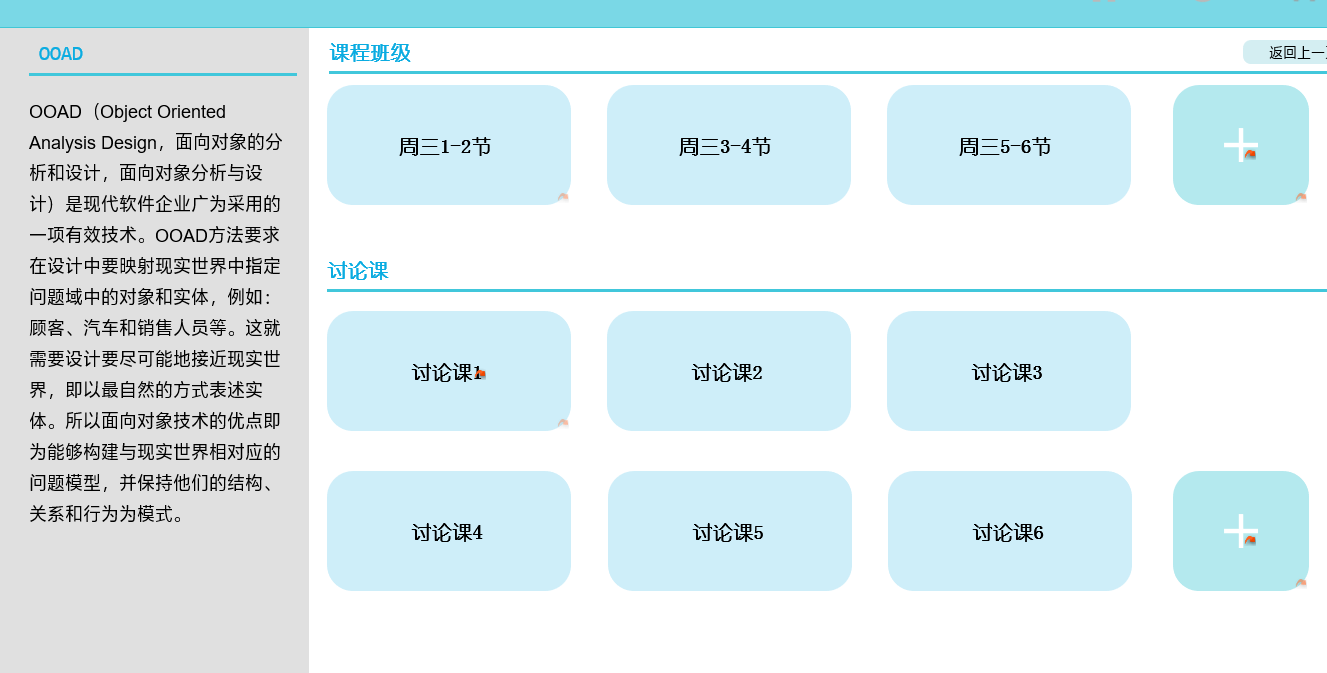 OOAD
OOAD（Object Oriented
Analysis Design，面向对象的分
析和设计，面向对象分析与设
计）是现代软件企业广为采用的
一项有效技术。OOAD方法要求
在设计中要映射现实世界中指定
问题域中的对象和实体，例如：
顾客、汽车和销售人员等。这就
需要设计要尽可能地接近现实世
界，即以最自然的方式表述实
体。所以面向对象技术的优点即
为能够构建与现实世界相对应的
问题模型，并保持他们的结构、
关系和行为为模式。
课程班级
返回上一
周三1-2节
周三3-4节
周三5-6节
讨论课
讨论课1
讨论课2
讨论课3
讨论课4
讨论课5
讨论课6